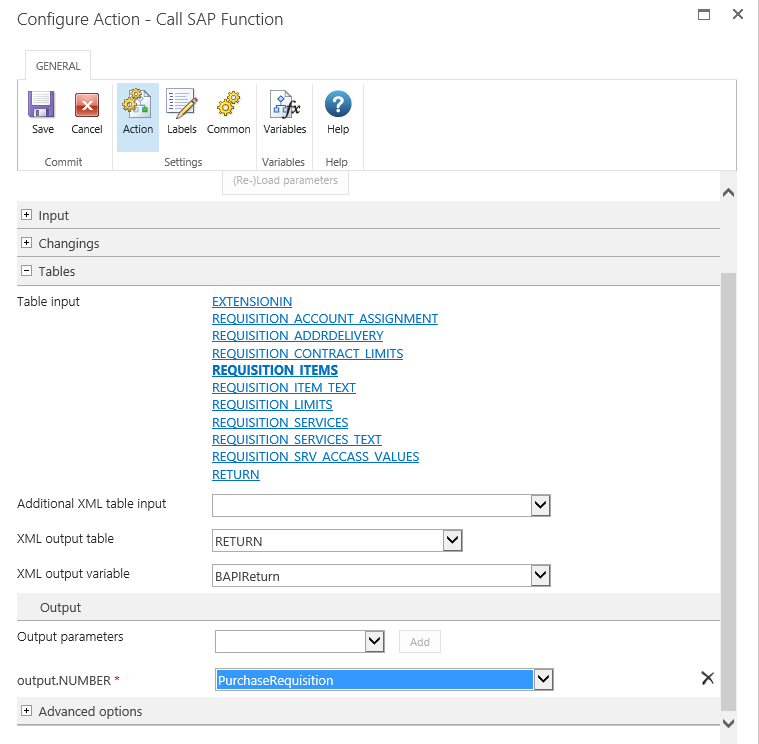 Configure Action - Call SAP Function
GENERAL
Save
Cancel
Action
Labels
Common
Variables
Help
Commit
Settings
Variables
Help
(Re-)Load parameters
Input
Changings
Tables
Table input
EXTENSIONIN
REQUISITION_ACCOUNT_ASSIGNMENT
REQUISITION_ADDRDELIVERY
REQUISITION_CONTRACT_LIMITS
REQUISITION_ITEMS
REQUISITION_ITEM_TEXT
REQUISITION_LIMITS
REQUISITION_SERVICES
REQUISITION_SERVICES_TEXT
REQUISITION_SRV_ACCASS_VALUES
RETURN
Additional XML table input
XML output table
RETURN
XML output variable
BAPIReturn
Output
Output parameters
Add
output.NUMBER *
PurchaseRequisition
Advanced options